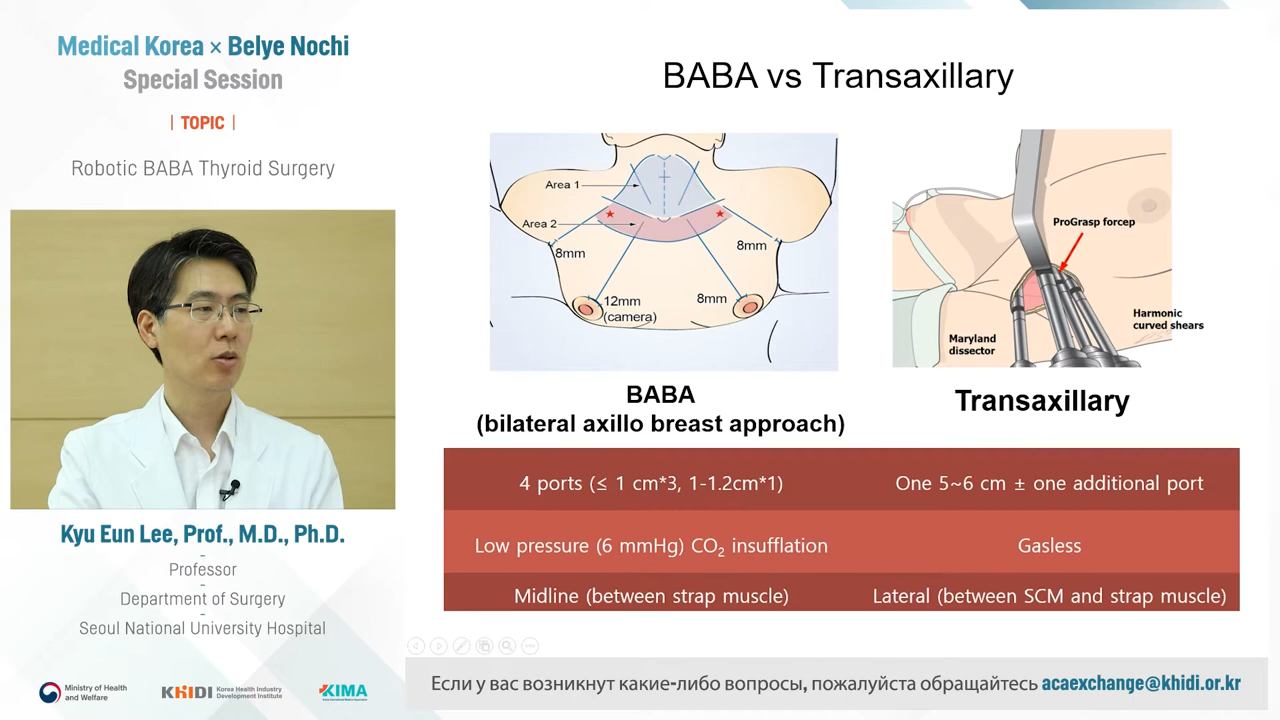 Medical Korea × Belye Nochi
Special Session
| TOPIC |
Robotic BABA Thyroid Surgery
Kyu Eun Lee, Prof., M.D., Ph.D.
Professor
Department of Surgery
Seoul National University Hospital
Ministry of Health
and Welfare
KHIDI
Korea Health Industry
Development Institute
KIMA
BABA vs Transaxillary
Area 1
Area 2
8mm
8mm
12mm
(camera)
8mm
ProGrasp forcep
Harmonic
curved shears
Maryland
dissector
BABA
(bilateral axillo breast approach)
Transaxillary
4 ports (≤ 1 cm*3, 1-1.2cm*1)
One 5~6 cm ± one additional port
Low pressure (6 mmHg) CO₂ insufflation
Gasless
Midline (between strap muscle)
Lateral (between SCM and strap muscle)
Если у вас возникнут какие-либо вопросы, пожалуйста обращайтесь acaexchange@khidi.or.kr